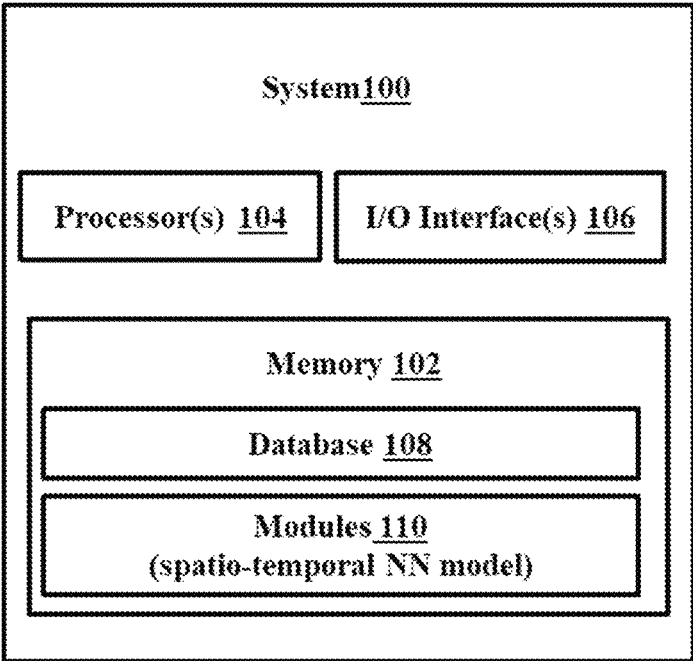 System100
Processor(s) 104
I/O Interface(s) 106
Memory 102
Database 108
Modules 110
(spatio-temporal NN model)